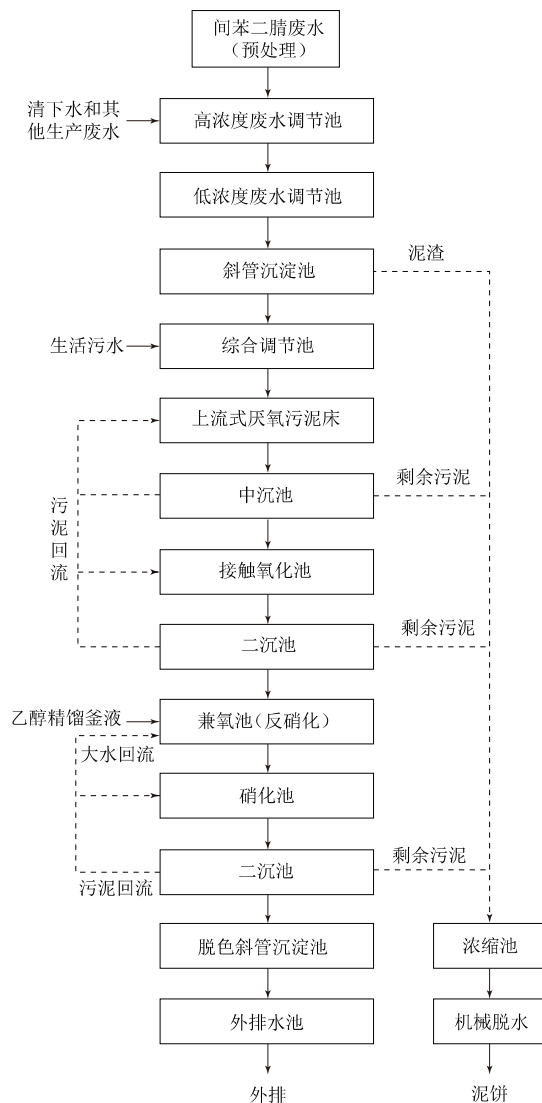 间苯二腈废水
（预处理）
清下水和其
他生产废水
高浓度废水调节池
低浓度废水调节池
斜管沉淀池
泥渣
生活污水
综合调节池
上流式厌氧污泥床
中沉池
剩余污泥
污泥回流
接触氧化池
二沉池
剩余污泥
乙醇精馏釜液
兼氧池（反硝化）
大水回流
硝化池
二沉池
剩余污泥
污泥回流
脱色斜管沉淀池
浓缩池
外排水池
机械脱水
外排
泥饼